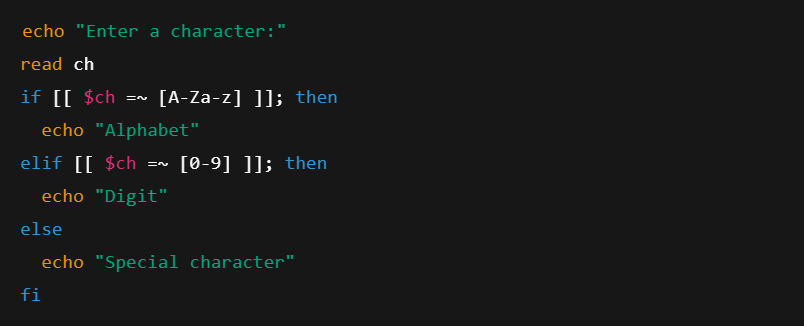 echo "Enter a character:"
read ch
if [[ $ch =~ [A-Za-z] ]]; then
  echo "Alphabet"
elif [[ $ch =~ [0-9] ]]; then
  echo "Digit"
else
  echo "Special character"
fi